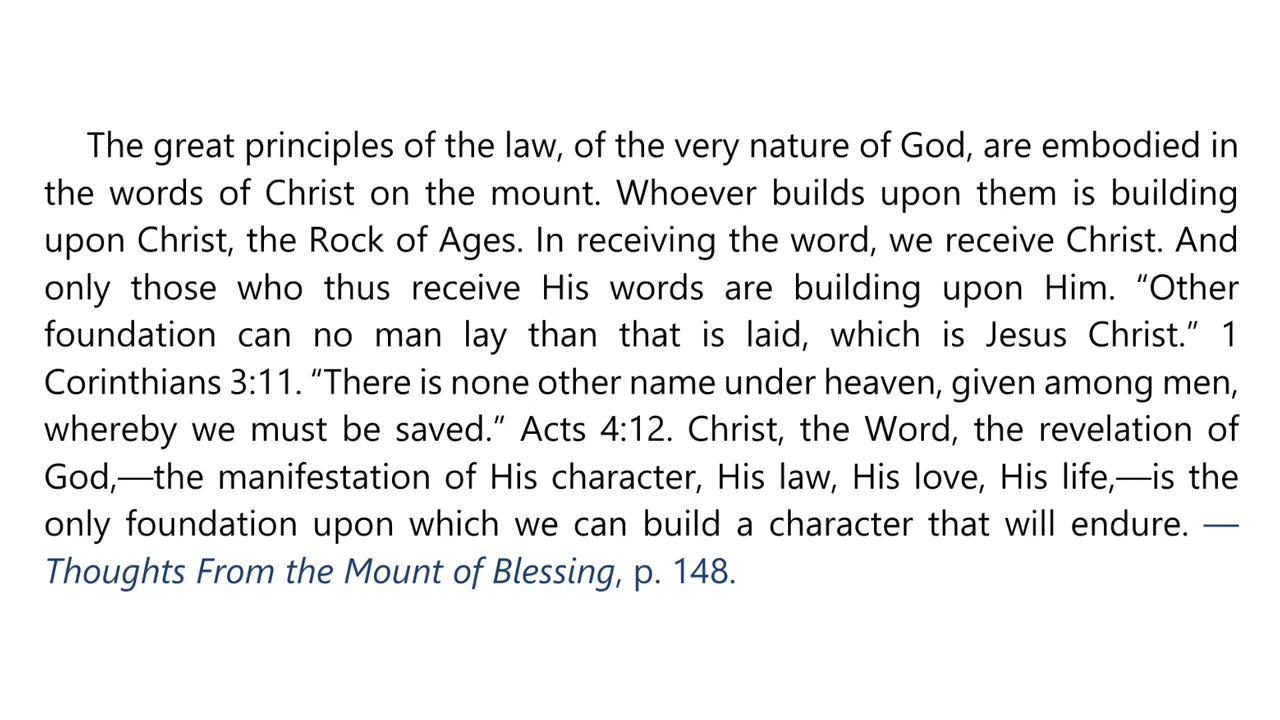 The great principles of the law, of the very nature of God, are embodied in
the words of Christ on the mount. Whoever builds upon them is building
upon Christ, the Rock of Ages. In receiving the word, we receive Christ. And
only those who thus receive His words are building upon Him. “Other
foundation can no man lay than that is laid, which is Jesus Christ.” 1
Corinthians 3:11. “There is none other name under heaven, given among men,
whereby we must be saved.” Acts 4:12. Christ, the Word, the revelation of
God,—the manifestation of His character, His law, His love, His life,—is the
only foundation upon which we can build a character that will endure. —
Thoughts From the Mount of Blessing, p. 148.